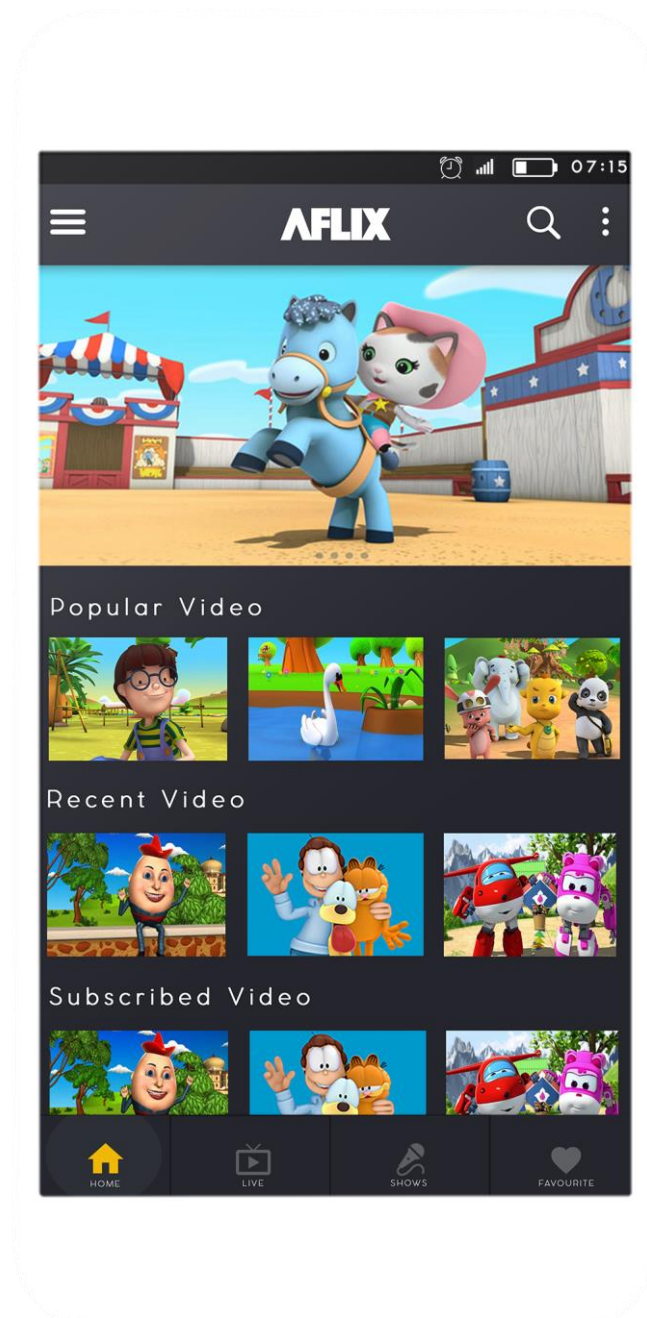 07:15
AFLIX
Popular Video
Recent Video
Subscribed Video
HOME
LIVE
SHOWS
FAVOURITE